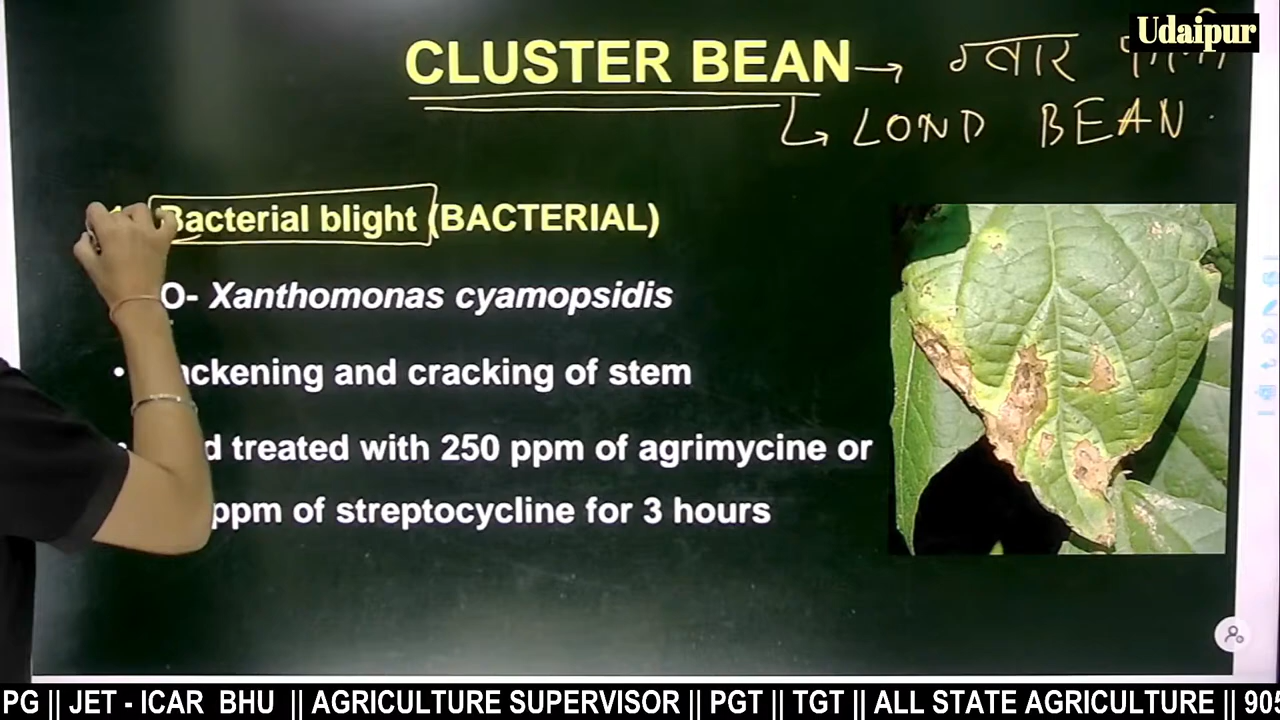 Udaipur
CLUSTER BEAN → ग्वार
↳ LOND BEAN
Bacterial blight (BACTERIAL)
O- Xanthomonas cyamopsidis
• ackening and cracking of stem
• d treated with 250 ppm of agrimycine or
ppm of streptocycline for 3 hours
PG || JET - ICAR BHU || AGRICULTURE SUPERVISOR || PGT || TGT || ALL STATE AGRICULTURE || 905